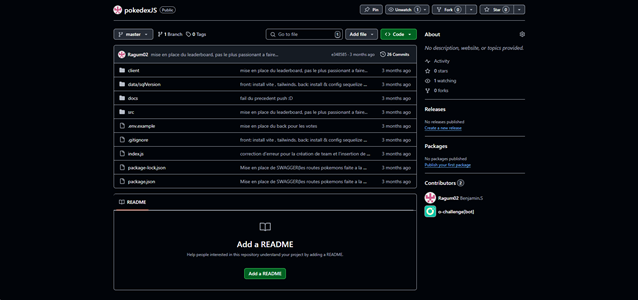 pokedexJS Public
Pin Unwatch 1 Fork 0 Star 0
master 1 Branch 0 Tags Go to file t Add file Code
Ragum02 mise en place du leaderboard, pas le plus passionant a faire... 3 months ago 26 Commits
client mise en place du leaderboard, pas le plus passionant a faire... 3 months ago
data/sqlVersion front: install vite , tailwinds, back: install & config sequelize ... 3 months ago
docs fail du precedent push :D 3 months ago
src mise en place du leaderboard, pas le plus passionant a faire... 3 months ago
.env.example mise en place du back pour les votes 3 months ago
.gitignore front: install vite , tailwinds, back: install & config sequelize ... 3 months ago
index.js correction d'erreur pour la création de team et l'insertion de ... 3 months ago
package-lock.json Mise en place de SWAGGER(les routes pokemons faite a la ... 3 months ago
package.json Mise en place de SWAGGER(les routes pokemons faite a la ... 3 months ago
README
Add a README
Help people interested in this repository understand your project by adding a README.
Add a README
About
No description, website, or topics provided.
Activity
0 stars
1 watching
0 forks
Releases
No releases published
Create a new release
Packages
No packages published
Publish your first package
Contributors 2
Ragum02 BenjaminS
o-challenge[bot]